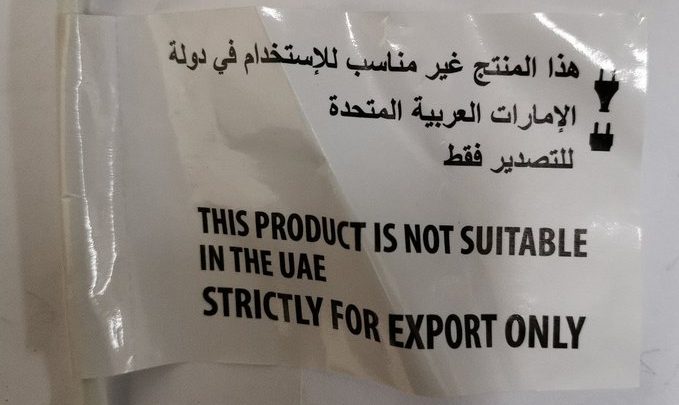 هذا المنتج غير مناسب للإستخدام في دولة
الإمارات العربية المتحدة
للتصدير فقط
THIS PRODUCT IS NOT SUITABLE
IN THE UAE
STRICTLY FOR EXPORT ONLY